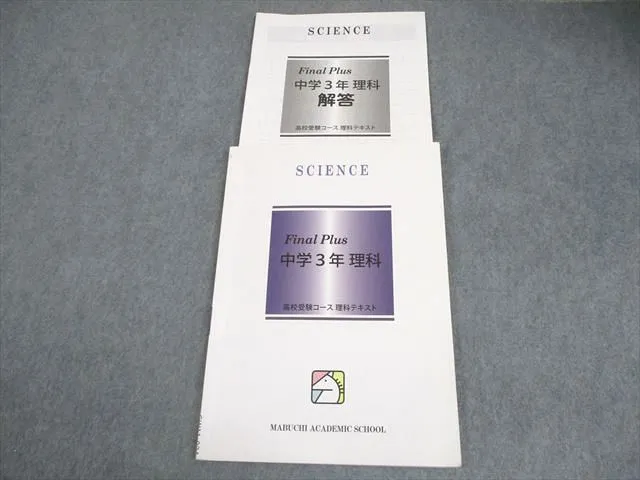 SCIENCE
Final Plus
中学3年 理科
解答
高校受験コース 理科テキスト
SCIENCE
Final Plus
中学3年 理科
高校受験コース 理科テキスト
MABUCHI ACADEMIC SCHOOL